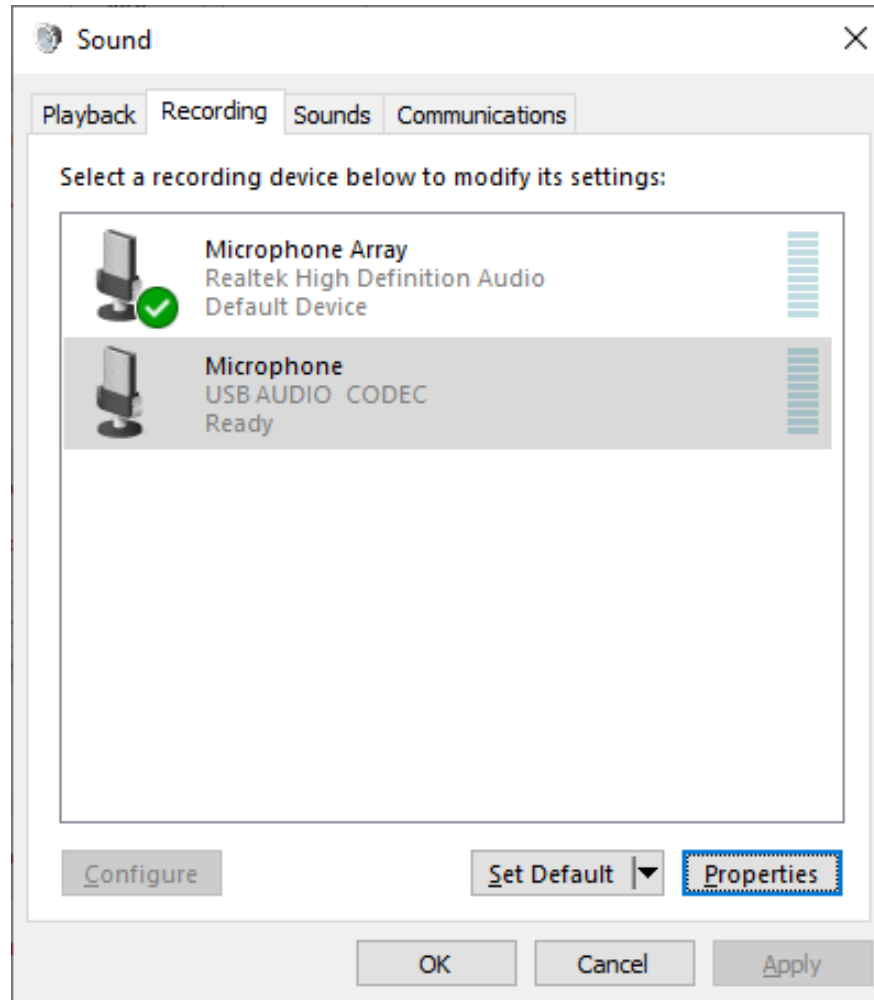 Sound
Playback Recording Sounds Communications
Select a recording device below to modify its settings:
Microphone Array
Realtek High Definition Audio
Default Device
Microphone
USB AUDIO  CODEC
Ready
Configure Set Default Properties
OK Cancel Apply